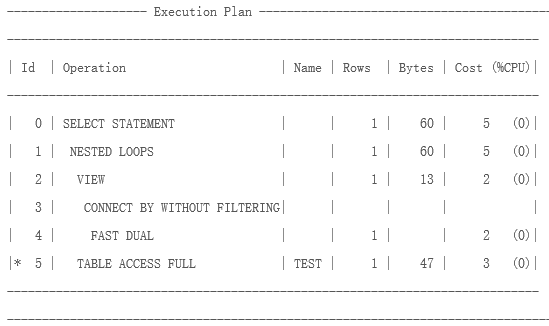 -------------------- Execution Plan ------------------------------------------
----------------------------------------------------------------------------
| Id  | Operation                       | Name | Rows  | Bytes | Cost (%CPU)|
----------------------------------------------------------------------------
|   0 | SELECT STATEMENT                |      |     1 |    60 |     5   (0)|
|   1 |  NESTED LOOPS                   |      |     1 |    60 |     5   (0)|
|   2 |   VIEW                          |      |     1 |    13 |     2   (0)|
|   3 |    CONNECT BY WITHOUT FILTERING|      |       |       |            |
|   4 |     FAST DUAL                   |      |     1 |       |     2   (0)|
|*  5 |   TABLE ACCESS FULL             | TEST |     1 |    47 |     3   (0)|
----------------------------------------------------------------------------
------------------------------------------------------------------------------